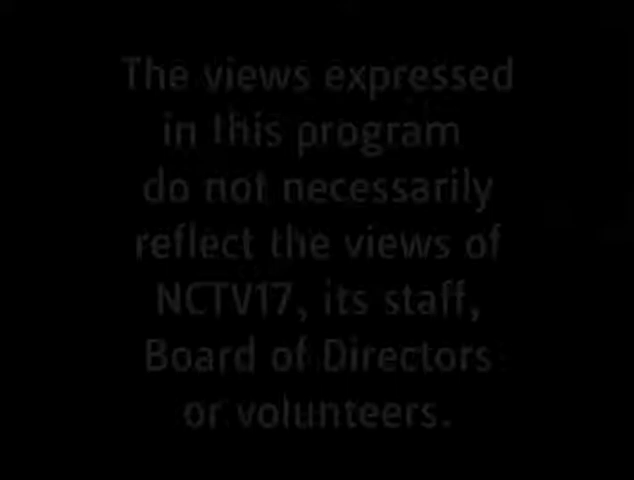 The views expressed
in this program
do not necessarily
reflect the views of
NCTV17, its staff,
Board of Directors
or volunteers.